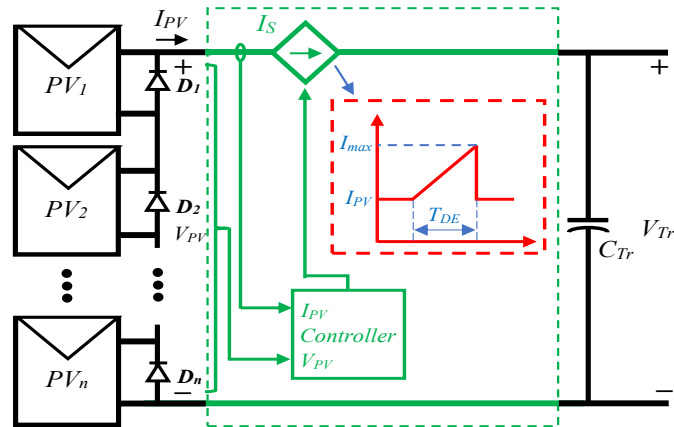 I_PV
I_S
+
PV_1
D_1
PV_2
D_2
V_PV
PV_n
D_n
−
I_max
I_PV
T_DE
I_PV
Controller
V_PV
+
C_Tr
V_Tr
−